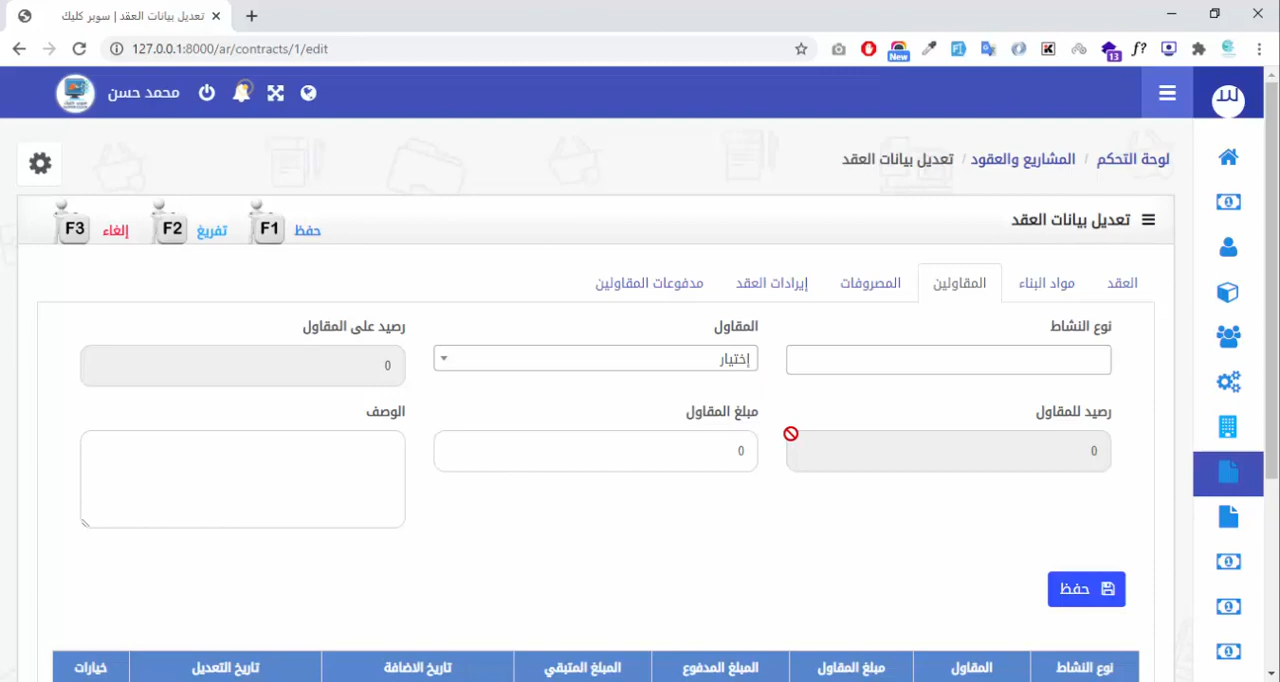 تعديل بيانات العقد | سوبر كليك
127.0.0.1:8000/ar/contracts/1/edit
New
13
f?
محمد حسن
لوحة التحكم / المشاريع والعقود / تعديل بيانات العقد
تعديل بيانات العقد
حفظ F1
تفريغ F2
إلغاء F3
العقد
مواد البناء
المقاولين
المصروفات
إيرادات العقد
مدفوعات المقاولين
نوع النشاط
المقاول
رصيد على المقاول
إختيار
0
رصيد للمقاول
مبلغ المقاول
الوصف
0
0
حفظ
نوع النشاط
المقاول
مبلغ المقاول
المبلغ المدفوع
المبلغ المتبقي
تاريخ الاضافة
تاريخ التعديل
خيارات